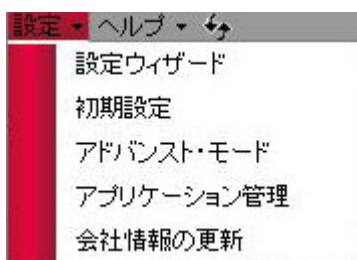 設定 ヘルプ
設定ウィザード
初期設定
アドバンスト・モード
アプリケーション管理
会社情報の更新